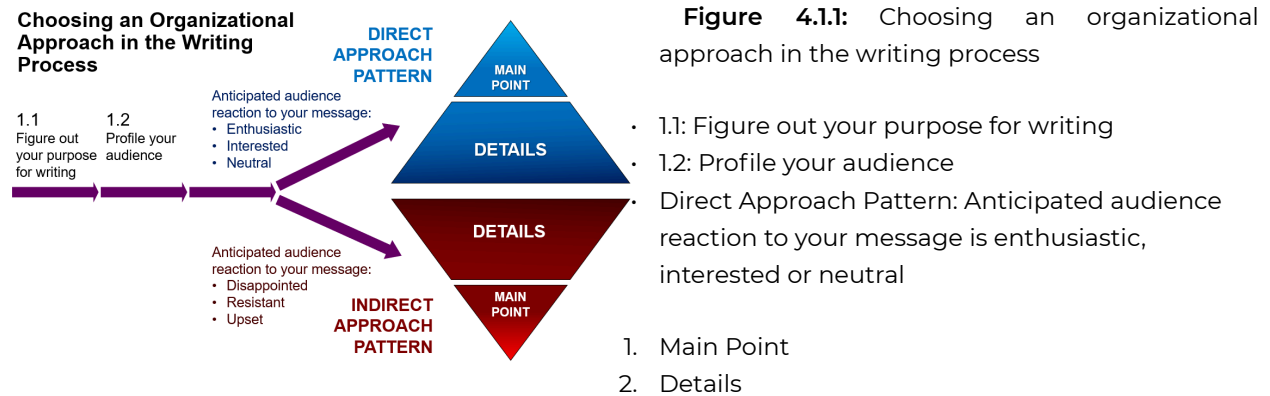 Choosing an Organizational
Approach in the Writing
Process
1.1
Figure out
your purpose
for writing
1.2
Profile your
audience
Anticipated audience
reaction to your message:
• Enthusiastic
• Interested
• Neutral
DIRECT
APPROACH
PATTERN
MAIN
POINT
DETAILS
Anticipated audience
reaction to your message:
• Disappointed
• Resistant
• Upset
INDIRECT
APPROACH
PATTERN
DETAILS
MAIN
POINT
Figure 4.1.1: Choosing an organizational
approach in the writing process
• 1.1: Figure out your purpose for writing
• 1.2: Profile your audience
• Direct Approach Pattern: Anticipated audience
reaction to your message is enthusiastic,
interested or neutral
1. Main Point
2. Details